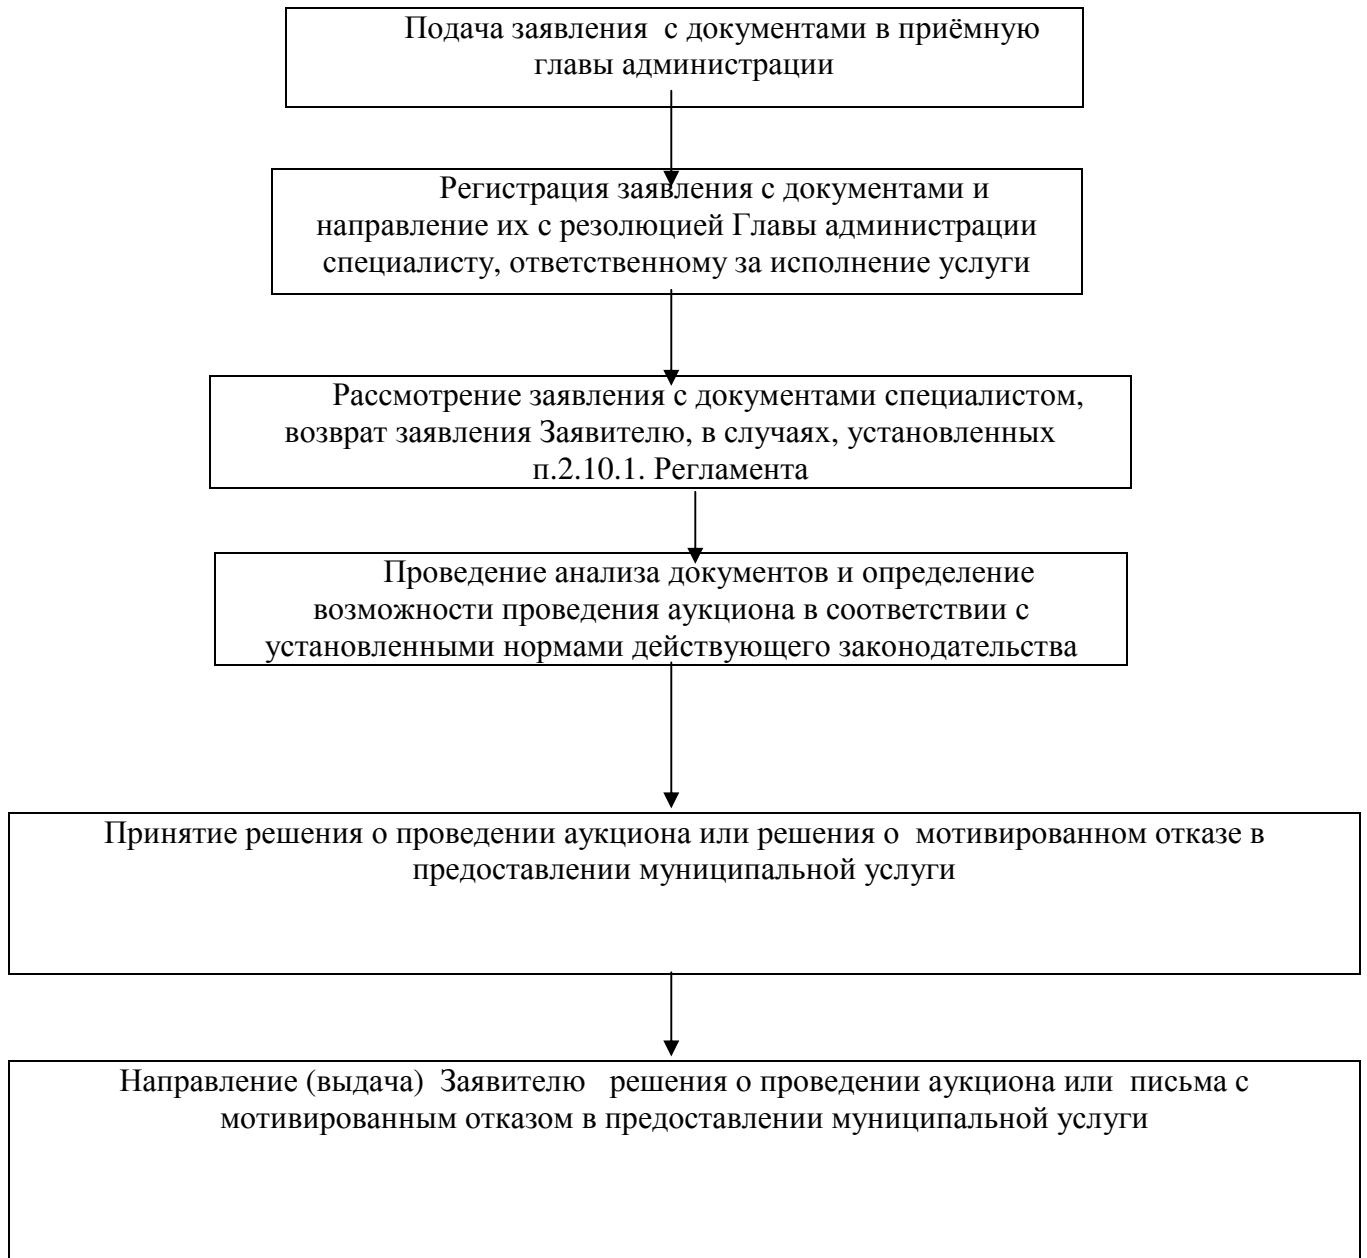 Подача заявления с документами в приёмную
главы администрации
Регистрация заявления с документами и
направление их с резолюцией Главы администрации
специалисту, ответственному за исполнение услуги
Рассмотрение заявления с документами специалистом,
возврат заявления Заявителю, в случаях, установленных
п.2.10.1. Регламента
Проведение анализа документов и определение
возможности проведения аукциона в соответствии с
установленными нормами действующего законодательства
Принятие решения о проведении аукциона или решения о мотивированном отказе в
предоставлении муниципальной услуги
Направление (выдача) Заявителю решения о проведении аукциона или письма с
мотивированным отказом в предоставлении муниципальной услуги